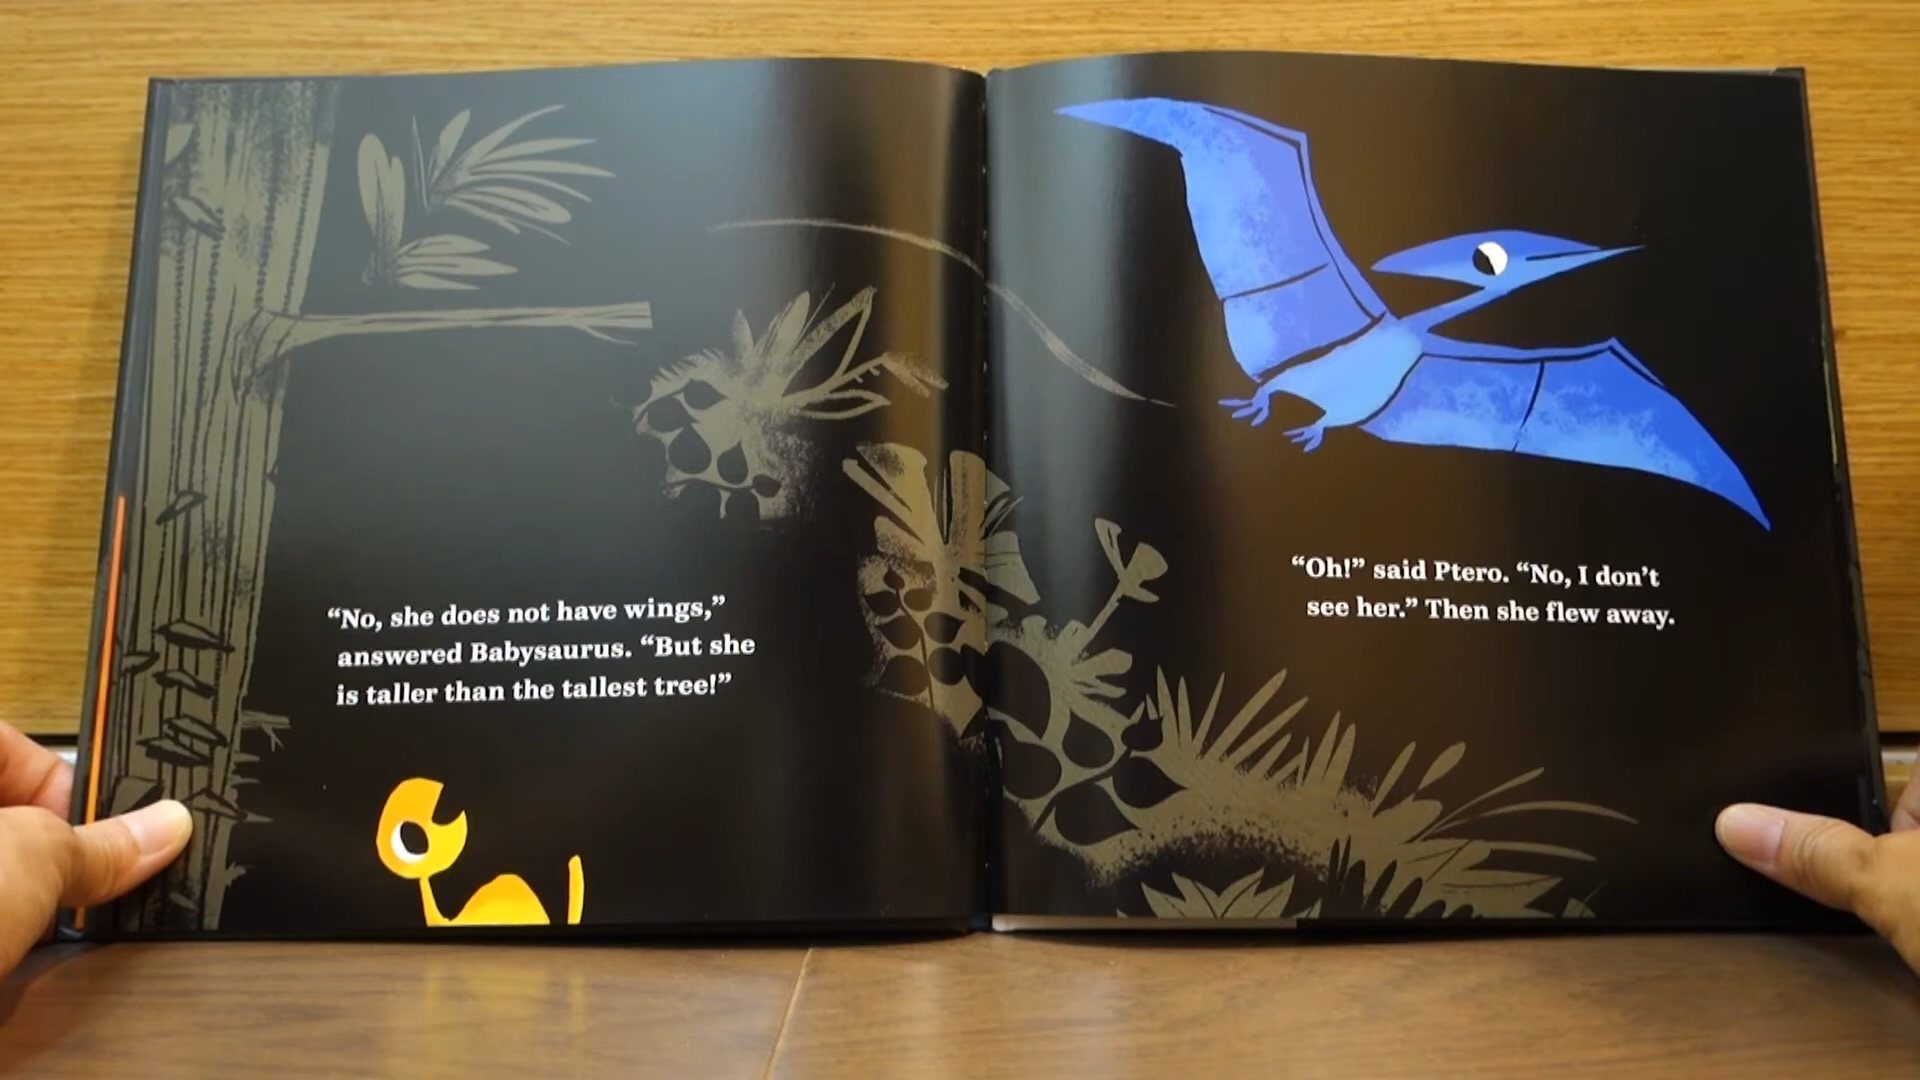 “No, she does not have wings,”
answered Babysaurus. “But she
is taller than the tallest tree!”
“Oh!” said Ptero. “No, I don’t
see her.” Then she flew away.